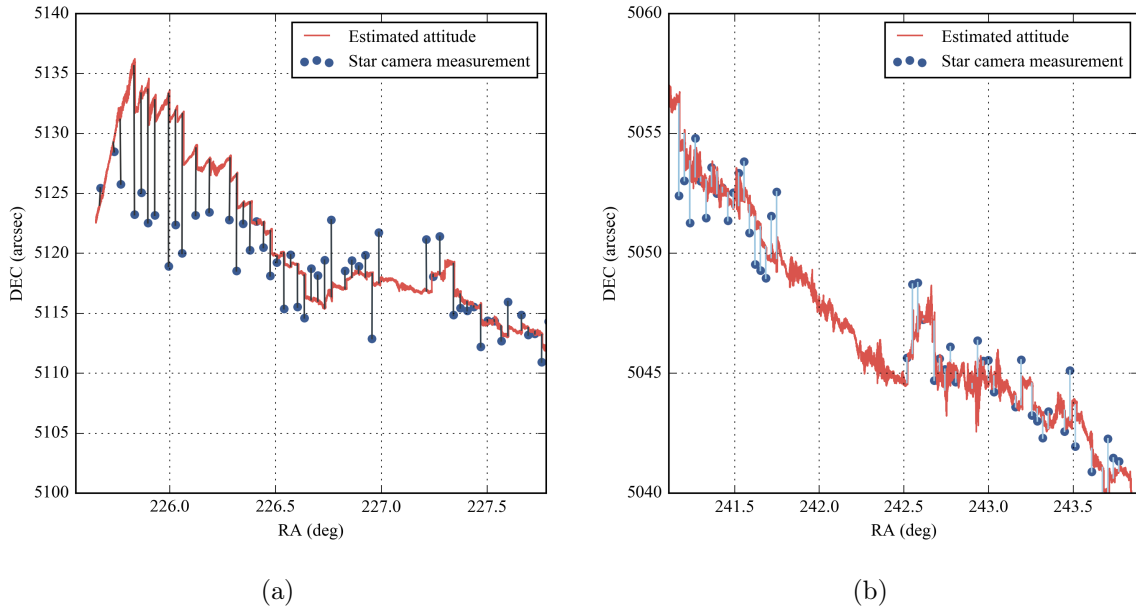 5140
5135
5130
5125
5120
5115
5110
5105
5100
DEC (arcsec)
226.0 226.5 227.0 227.5
RA (deg)
Estimated attitude
Star camera measurement
(a)
5060
5055
5050
5045
5040
DEC (arcsec)
241.5 242.0 242.5 243.0 243.5
RA (deg)
Estimated attitude
Star camera measurement
(b)